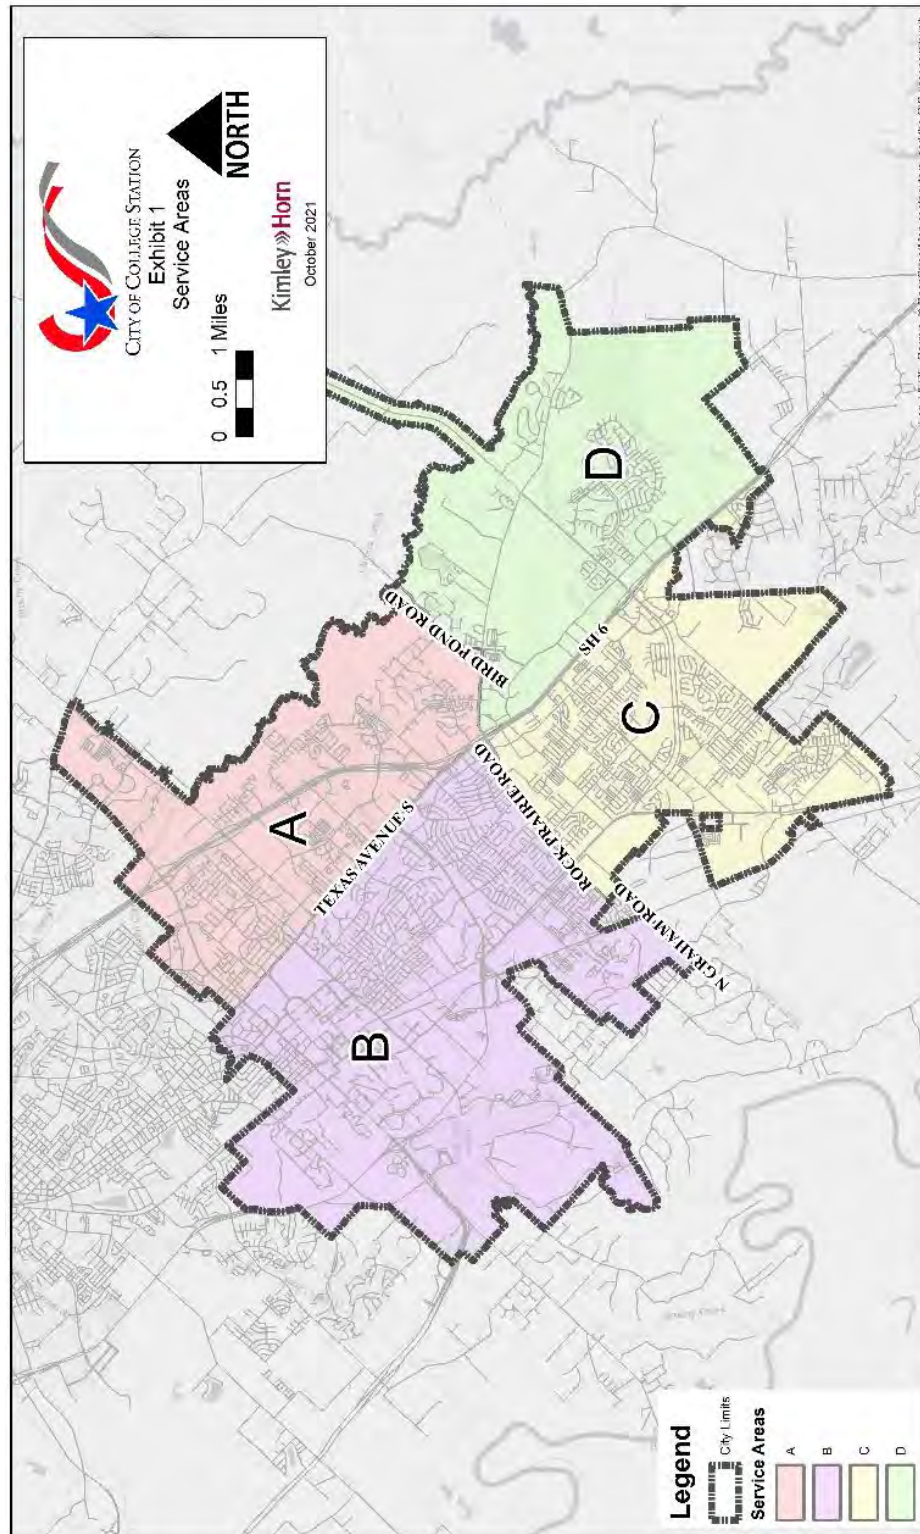 CITY OF COLLEGE STATION
Exhibit 1
Service Areas
NORTH
0 0.5 1 Miles
Kimley»Horn
October 2021
A
B
C
D
TEXAS AVENUE S
BIRD POND ROAD
SH 6
ROCK PRAIRIE ROAD
N GRAHAM ROAD
Legend
City Limits
Service Areas
A
B
C
D